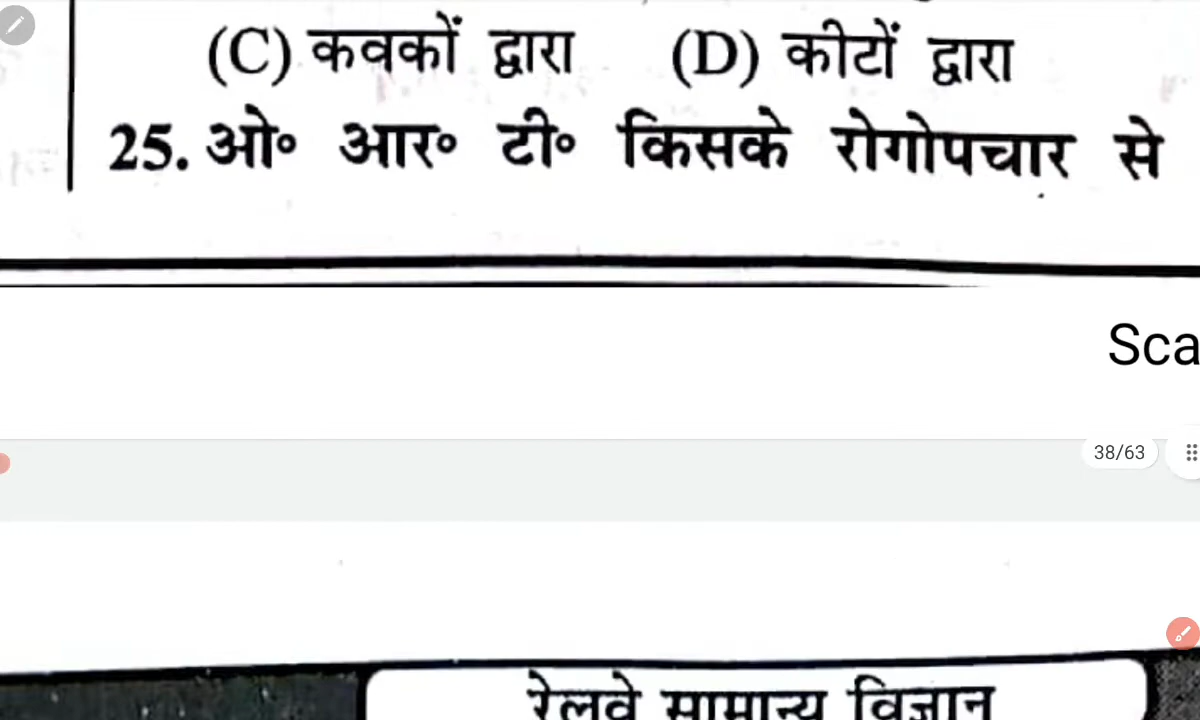 (C) कवकों द्वारा (D) कीटों द्वारा
25. ओ॰ आर॰ टी॰ किसके रोगोपचार से
Sca
38/63
रेलवे सामान्य विज्ञान